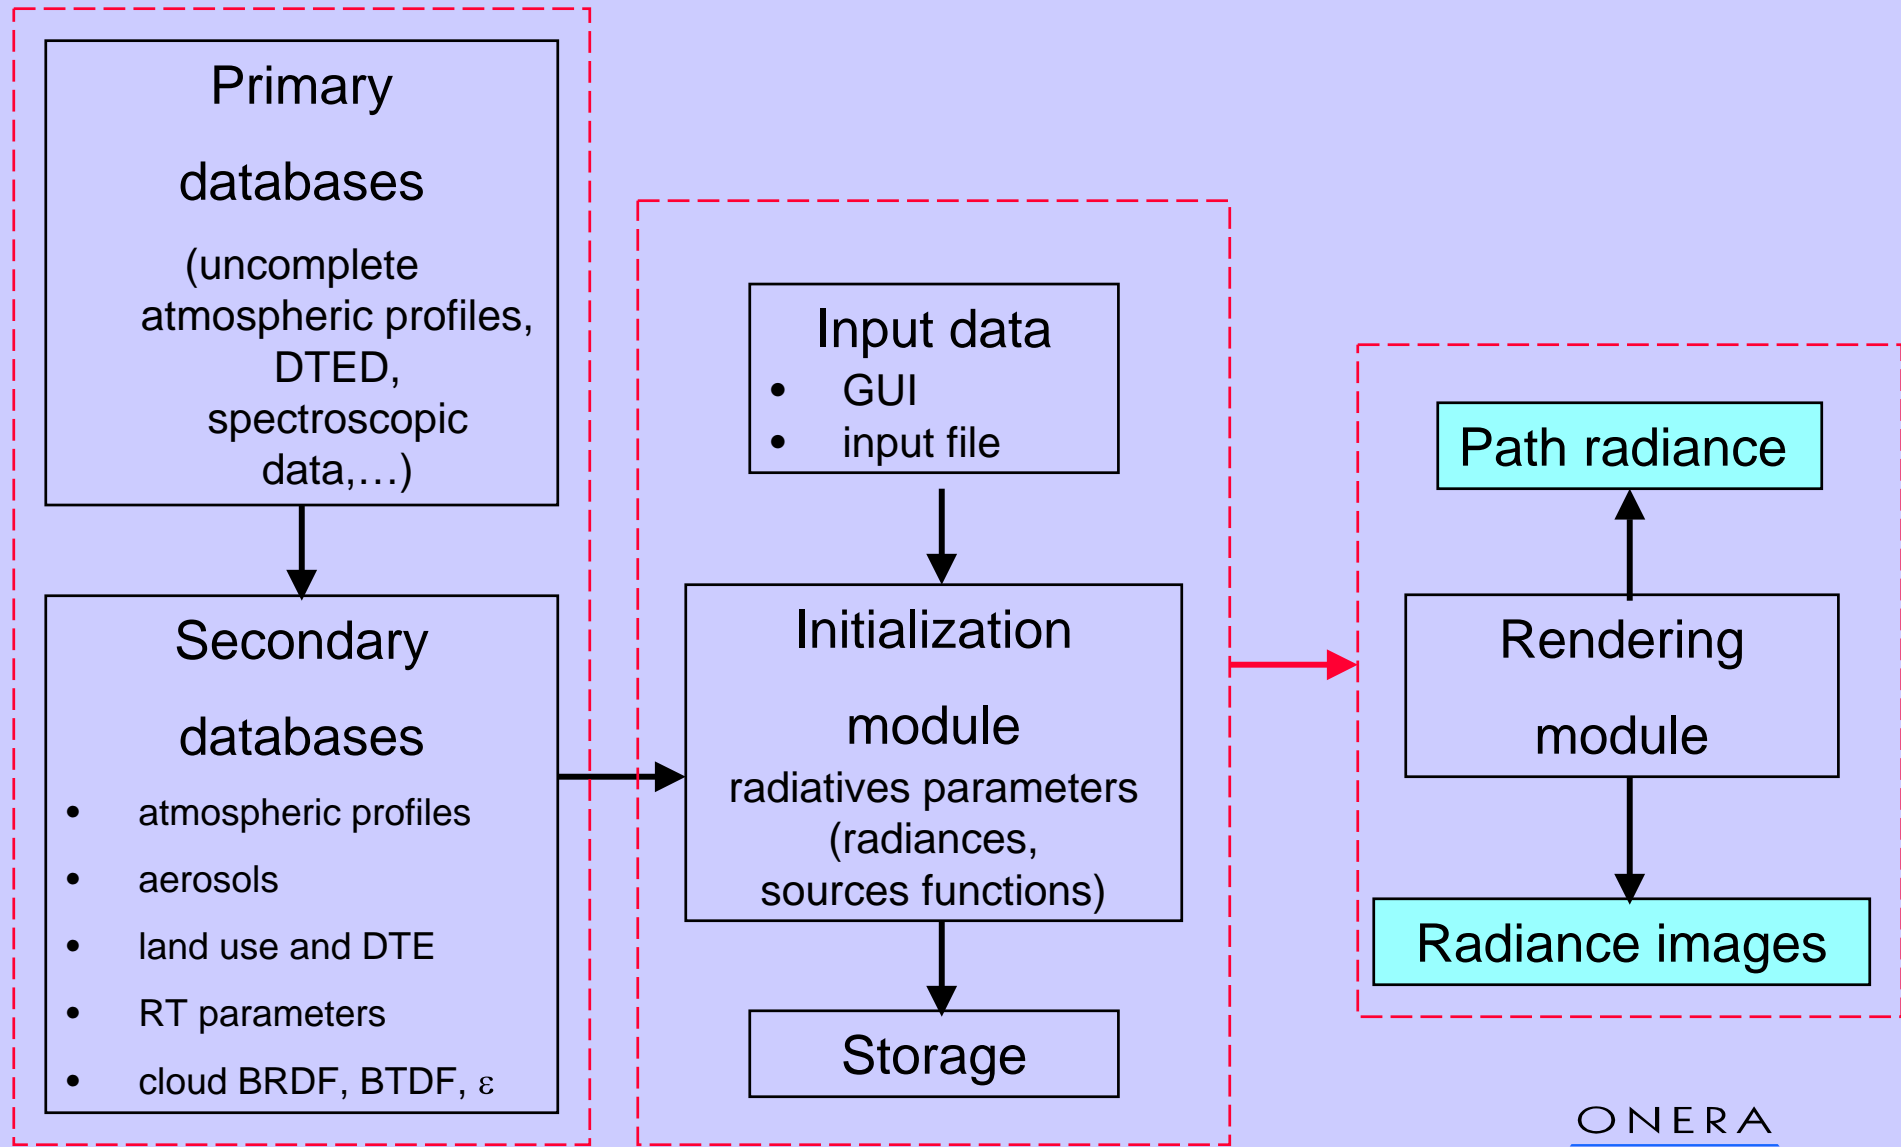 Primary
databases
(uncomplete
atmospheric profiles,
DTED,
spectroscopic
data,…)
Secondary
databases
• atmospheric profiles
• aerosols
• land use and DTE
• RT parameters
• cloud BRDF, BTDF, ε
Input data
• GUI
• input file
Initialization
module
radiatives parameters
(radiances,
sources functions)
Storage
Path radiance
Rendering
module
Radiance images
ONERA